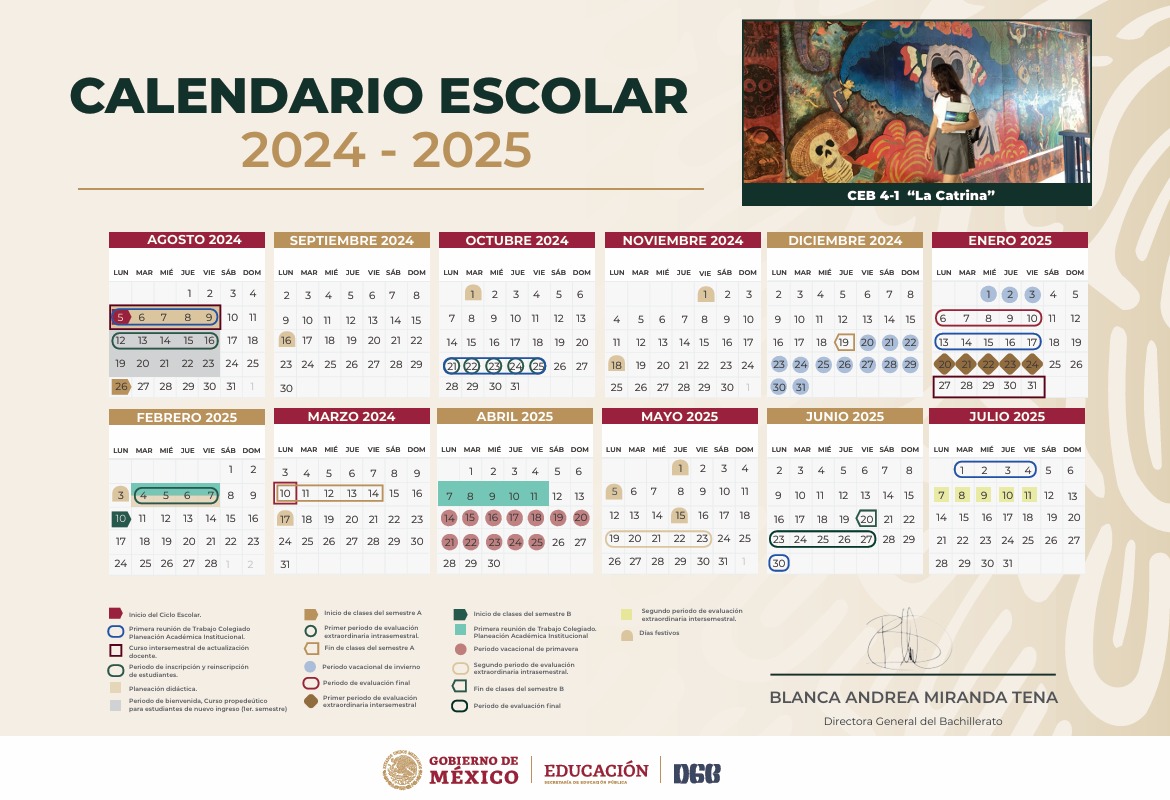 CALENDARIO ESCOLAR
2024 - 2025
CEB 4-1 “La Catrina”
AGOSTO 2024
LUN MAR MIÉ JUE VIE SÁB DOM
1 2 3 4
5 6 7 8 9 10 11
12 13 14 15 16 17 18
19 20 21 22 23 24 25
26 27 28 29 30 31 1
SEPTIEMBRE 2024
LUN MAR MIÉ JUE VIE SÁB DOM
2 3 4 5 6 7 8
9 10 11 12 13 14 15
16 17 18 19 20 21 22
23 24 25 26 27 28 29
30
OCTUBRE 2024
LUN MAR MIÉ JUE VIE SÁB DOM
1 2 3 4 5 6
7 8 9 10 11 12 13
14 15 16 17 18 19 20
21 22 23 24 25 26 27
28 29 30 31
NOVIEMBRE 2024
LUN MAR MIÉ JUE VIE SÁB DOM
1 2 3
4 5 6 7 8 9 10
11 12 13 14 15 16 17
18 19 20 21 22 23 24
25 26 27 28 29 30 1
DICIEMBRE 2024
LUN MAR MIÉ JUE VIE SÁB DOM
2 3 4 5 6 7 8
9 10 11 12 13 14 15
16 17 18 19 20 21 22
23 24 25 26 27 28 29
30 31
ENERO 2025
LUN MAR MIÉ JUE VIE SÁB DOM
1 2 3 4 5
6 7 8 9 10 11 12
13 14 15 16 17 18 19
20 21 22 23 24 25 26
27 28 29 30 31
FEBRERO 2025
LUN MAR MIÉ JUE VIE SÁB DOM
1 2
3 4 5 6 7 8 9
10 11 12 13 14 15 16
17 18 19 20 21 22 23
24 25 26 27 28 1 2
MARZO 2024
LUN MAR MIÉ JUE VIE SÁB DOM
3 4 5 6 7 8 9
10 11 12 13 14 15 16
17 18 19 20 21 22 23
24 25 26 27 28 29 30
31
ABRIL 2025
LUN MAR MIÉ JUE VIE SÁB DOM
1 2 3 4 5 6
7 8 9 10 11 12 13
14 15 16 17 18 19 20
21 22 23 24 25 26 27
28 29 30
MAYO 2025
LUN MAR MIÉ JUE VIE SÁB DOM
1 2 3 4
5 6 7 8 9 10 11
12 13 14 15 16 17 18
19 20 21 22 23 24 25
26 27 28 29 30 31 1
JUNIO 2025
LUN MAR MIÉ JUE VIE SÁB DOM
2 3 4 5 6 7 8
9 10 11 12 13 14 15
16 17 18 19 20 21 22
23 24 25 26 27 28 29
30
JULIO 2025
LUN MAR MIÉ JUE VIE SÁB DOM
1 2 3 4 5 6
7 8 9 10 11 12 13
14 15 16 17 18 19 20
21 22 23 24 25 26 27
28 29 30 31
Inicio del Ciclo Escolar.
Primera reunión de Trabajo Colegiado
Planeación Académica Institucional.
Curso intersemestral de actualización
docente.
Periodo de inscripción y reinscripción
de estudiantes.
Planeación didáctica.
Periodo de bienvenida, Curso propedeútico
para estudiantes de nuevo ingreso (1er. semestre)
Inicio de clases del semestre A
Primer periodo de evaluación
extraordinaria intrasemestral.
Fin de clases del semestre A
Periodo vacacional de invierno
Periodo de evaluación final
Primer periodo de evaluación
extraordinaria intersemestral
Inicio de clases del semestre B
Primera reunión de Trabajo Colegiado.
Planeación Académica Institucional
Periodo vacacional de primavera
Segundo periodo de evaluación
extraordinaria intrasemestral.
Fin de clases del semestre B
Periodo de evaluación final
Segundo periodo de evaluación
extraordinaria intersemestral.
Días festivos
BLANCA ANDREA MIRANDA TENA
Directora General del Bachillerato
GOBIERNO DE
MÉXICO
EDUCACIÓN
SECRETARÍA DE EDUCACIÓN PÚBLICA
DGB